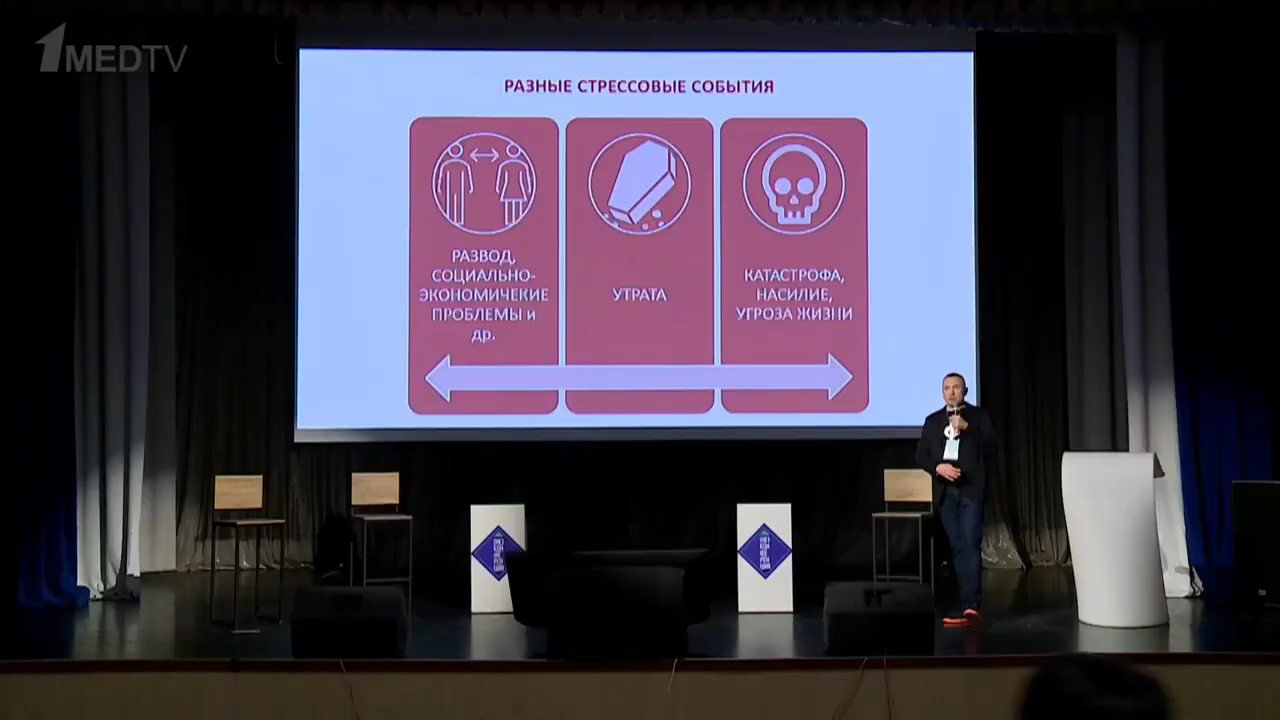 1MEDTV
РАЗНЫЕ СТРЕССОВЫЕ СОБЫТИЯ
РАЗВОД,
СОЦИАЛЬНО-
ЭКОНОМИЧЕКИЕ
ПРОБЛЕМЫ и
др.
УТРАТА
КАТАСТРОФА,
НАСИЛИЕ,
УГРОЗА ЖИЗНИ